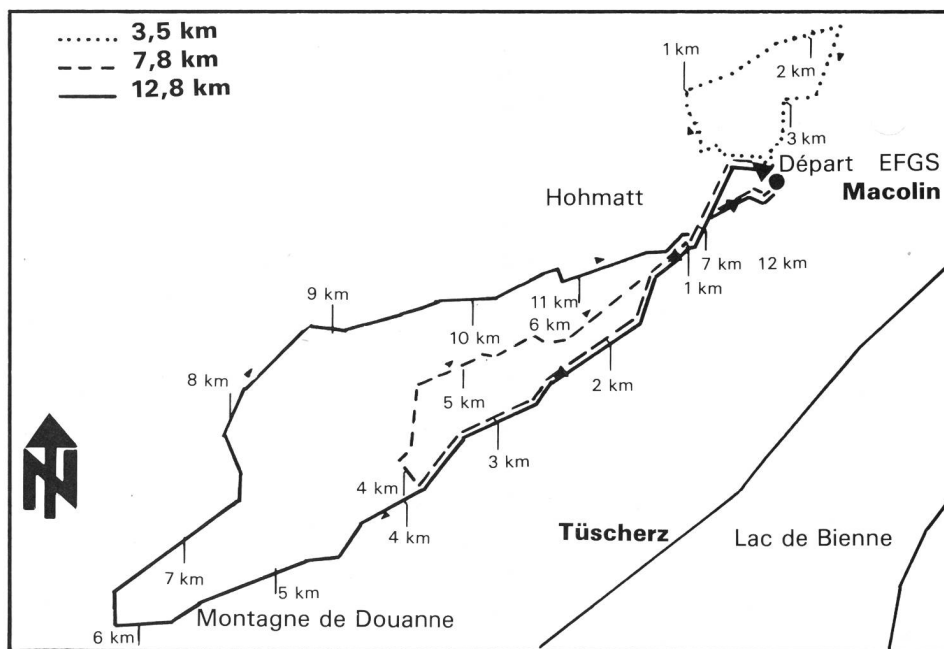 3,5 km
7,8 km
12,8 km
1 km
2 km
3 km
Départ EFGS
Macolin
Hohmatt
7 km 12 km
1 km
9 km
11 km
10 km
6 km
8 km
2 km
5 km
3 km
4 km
4 km
N
Tüscherz
Lac de Bienne
7 km
5 km
Montagne de Douanne
6 km